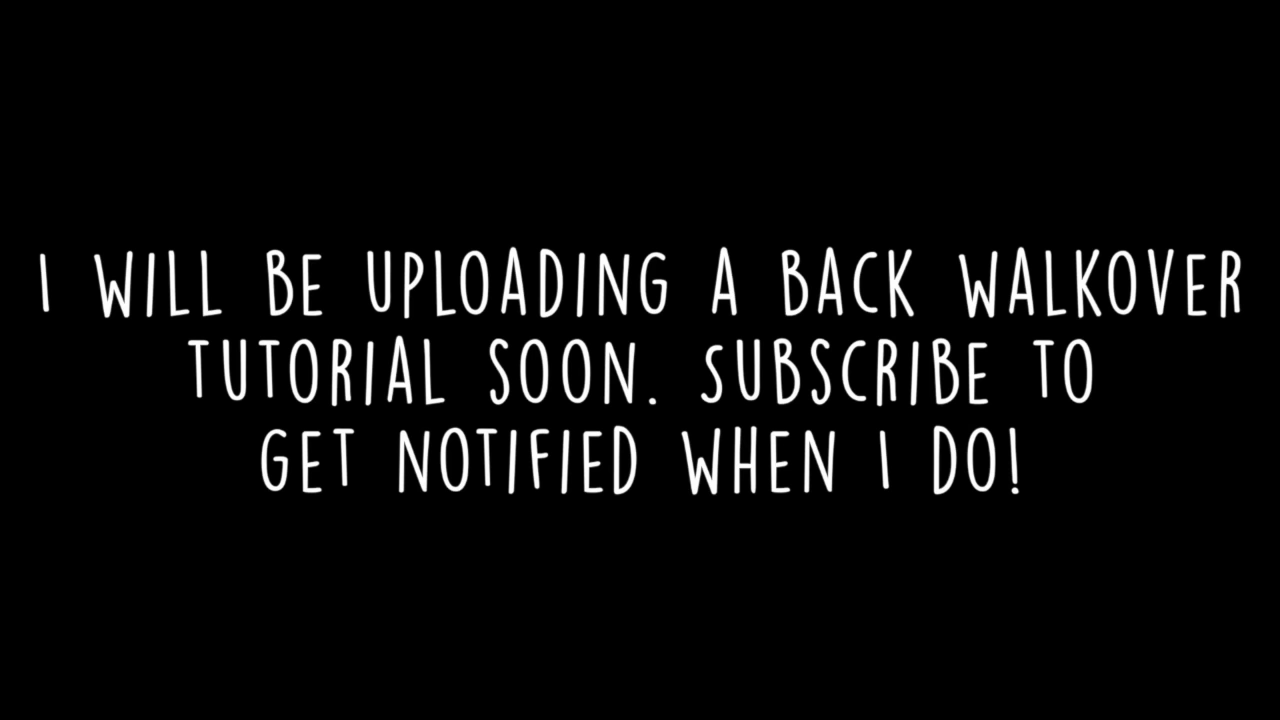 I WILL BE UPLOADING A BACK WALKOVER
TUTORIAL SOON. SUBSCRIBE TO
GET NOTIFIED WHEN I DO!